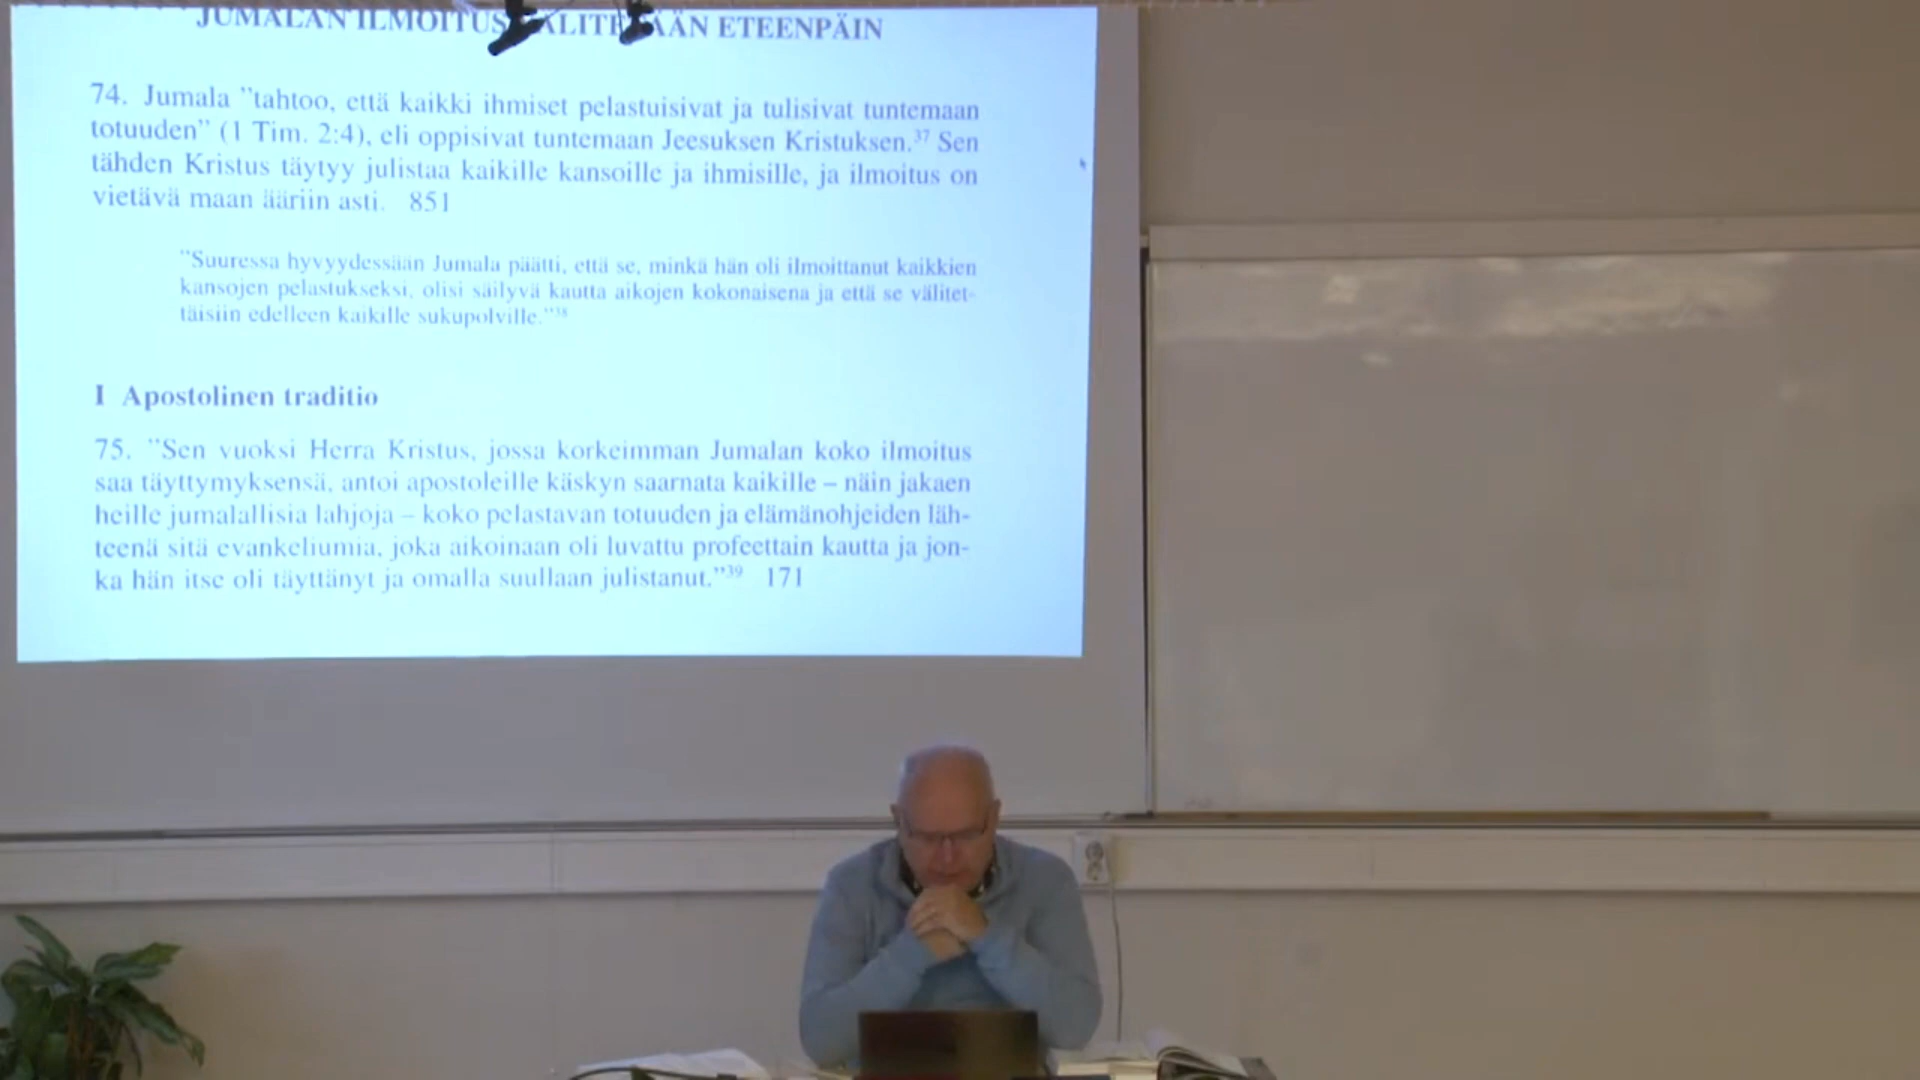 JUMALAN ILMOITUS VÄLITETÄÄN ETEENPÄIN
74. Jumala ”tahtoo, että kaikki ihmiset pelastuisivat ja tulisivat tuntemaan
totuuden” (1 Tim. 2:4), eli oppisivat tuntemaan Jeesuksen Kristuksen.³⁷ Sen
tähden Kristus täytyy julistaa kaikille kansoille ja ihmisille, ja ilmoitus on
vietävä maan ääriin asti. 851
”Suuressa hyvyydessään Jumala päätti, että se, minkä hän oli ilmoittanut kaikkien
kansojen pelastukseksi, olisi säilyvä kautta aikojen kokonaisena ja että se välitet-
täisiin edelleen kaikille sukupolville.”³⁸
I Apostolinen traditio
75. ”Sen vuoksi Herra Kristus, jossa korkeimman Jumalan koko ilmoitus
saa täyttymyksensä, antoi apostoleille käskyn saarnata kaikille – näin jakaen
heille jumalallisia lahjoja – koko pelastavan totuuden ja elämänohjeiden läh-
teenä sitä evankeliumia, joka aikoinaan oli luvattu profeettain kautta ja jon-
ka hän itse oli täyttänyt ja omalla suullaan julistanut.”³⁹ 171